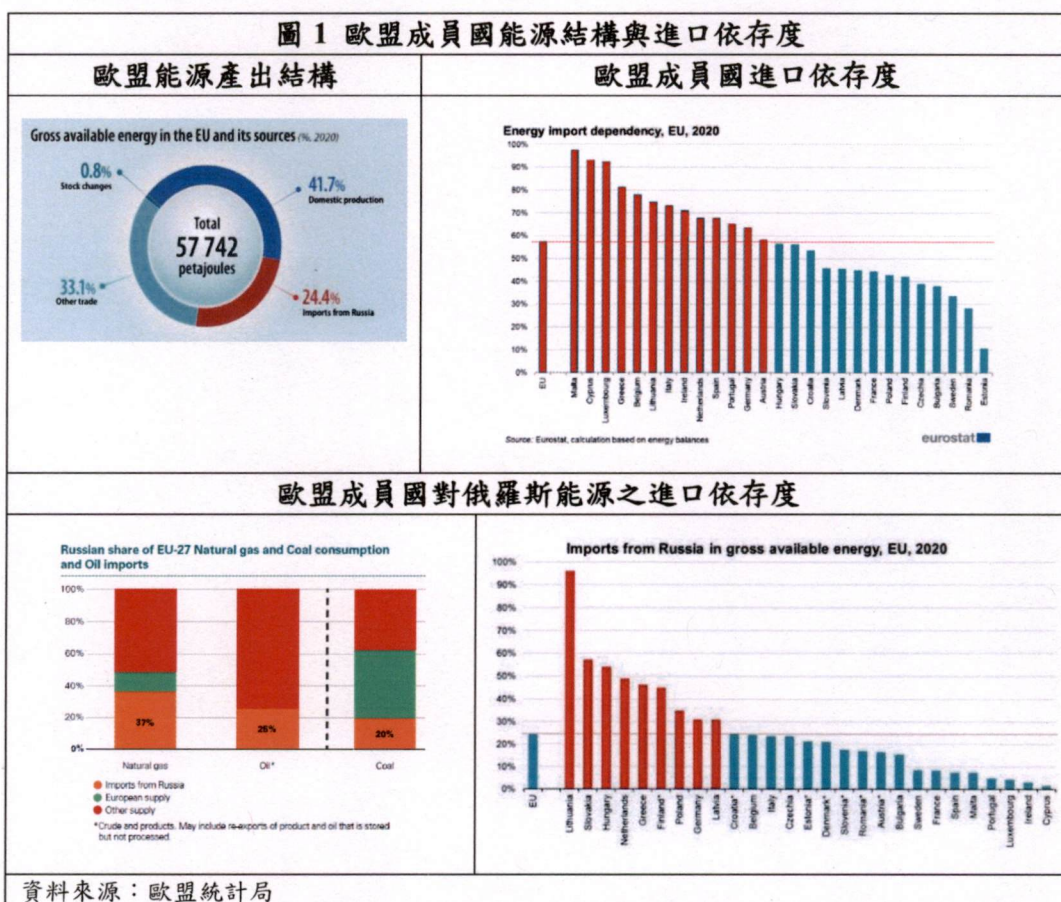 圖 1 歐盟成員國能源結構與進口依存度
歐盟能源產出結構
歐盟成員國進口依存度
Gross available energy in the EU and its sources (%, 2020)
0.8%
Stock changes
41.7%
Domestic production
Total
57 742
petajoules
33.1%
Other trade
24.4%
Imports from Russia
Energy import dependency, EU, 2020
100%
90%
80%
70%
60%
50%
40%
30%
20%
10%
0%
EU
Malta
Cyprus
Luxembourg
Greece
Belgium
Lithuania
Italy
Ireland
Netherlands
Spain
Portugal
Germany
Austria
Hungary
Slovakia
Croatia
Slovenia
Latvia
Denmark
France
Poland
Finland
Czechia
Bulgaria
Sweden
Romania
Estonia
Source: Eurostat, calculation based on energy balances
eurostat
歐盟成員國對俄羅斯能源之進口依存度
Russian share of EU-27 Natural gas and Coal consumption
and Oil imports
100%
80%
60%
40%
20%
0%
37%
25%
20%
Natural gas
Oil*
Coal
Imports from Russia
European supply
Other supply
*Crude and products. May include re-exports of product and oil that is stored
but not processed.
Imports from Russia in gross available energy, EU, 2020
100%
90%
80%
70%
60%
50%
40%
30%
20%
10%
0%
EU
Lithuania
Slovakia
Hungary
Netherlands
Greece
Finland*
Poland
Germany
Latvia
Croatia*
Belgium
Italy
Czechia
Estonia*
Denmark*
Slovenia*
Romania*
Austria*
Bulgaria
Sweden
France
Spain
Malta
Portugal
Luxembourg
Ireland
Cyprus
資料來源：歐盟統計局